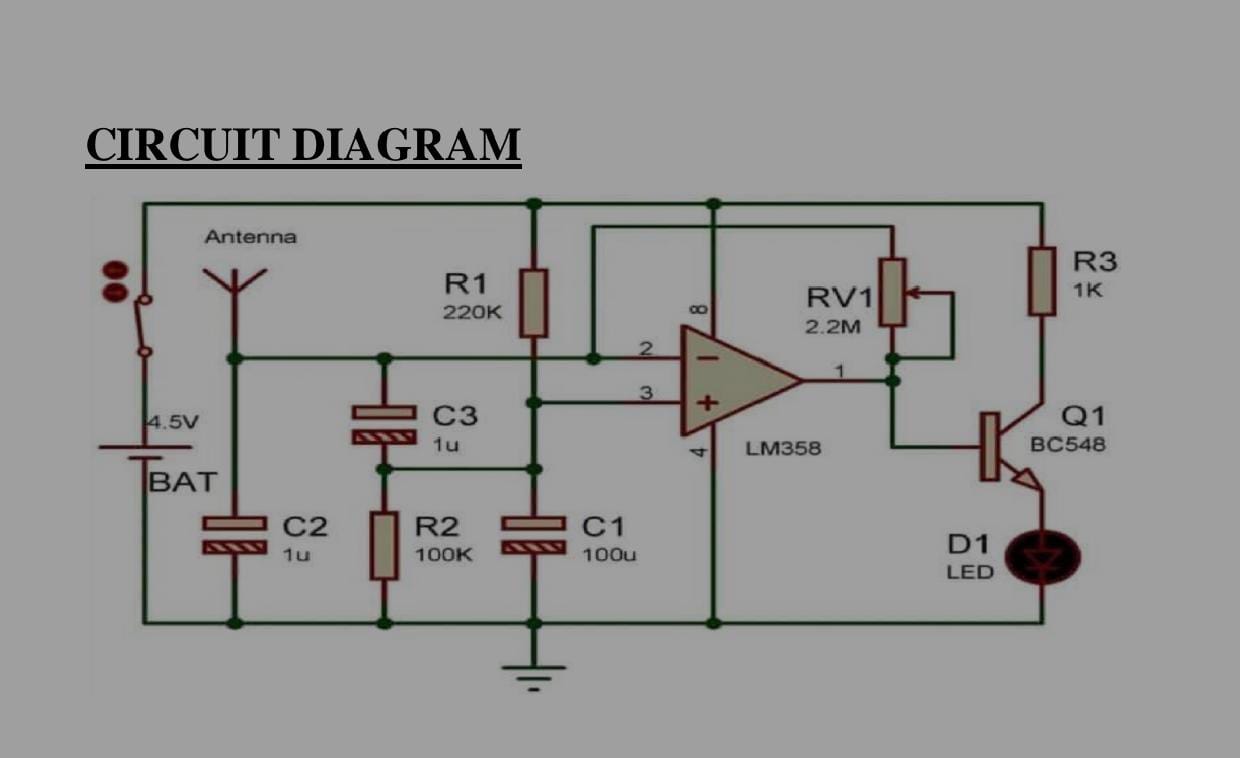 CIRCUIT DIAGRAM
Antenna
R1
220K
8
RV1
2.2M
R3
1K
2
3
1
4.5V
BAT
C3
1u
4
LM358
Q1
BC548
C2
1u
R2
100K
C1
100u
D1
LED